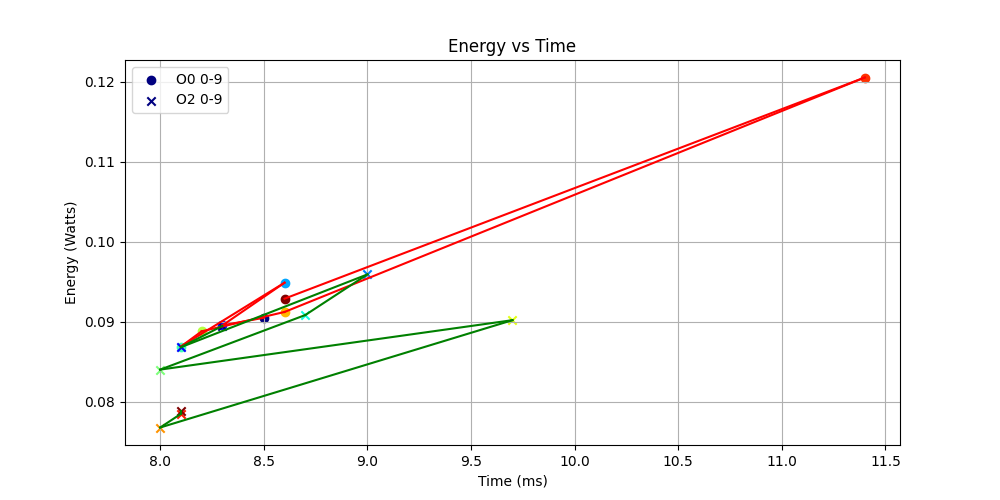 Energy vs Time
O0 0-9
O2 0-9
0.12
0.11
0.10
0.09
0.08
Energy (Watts)
8.0 8.5 9.0 9.5 10.0 10.5 11.0 11.5
Time (ms)